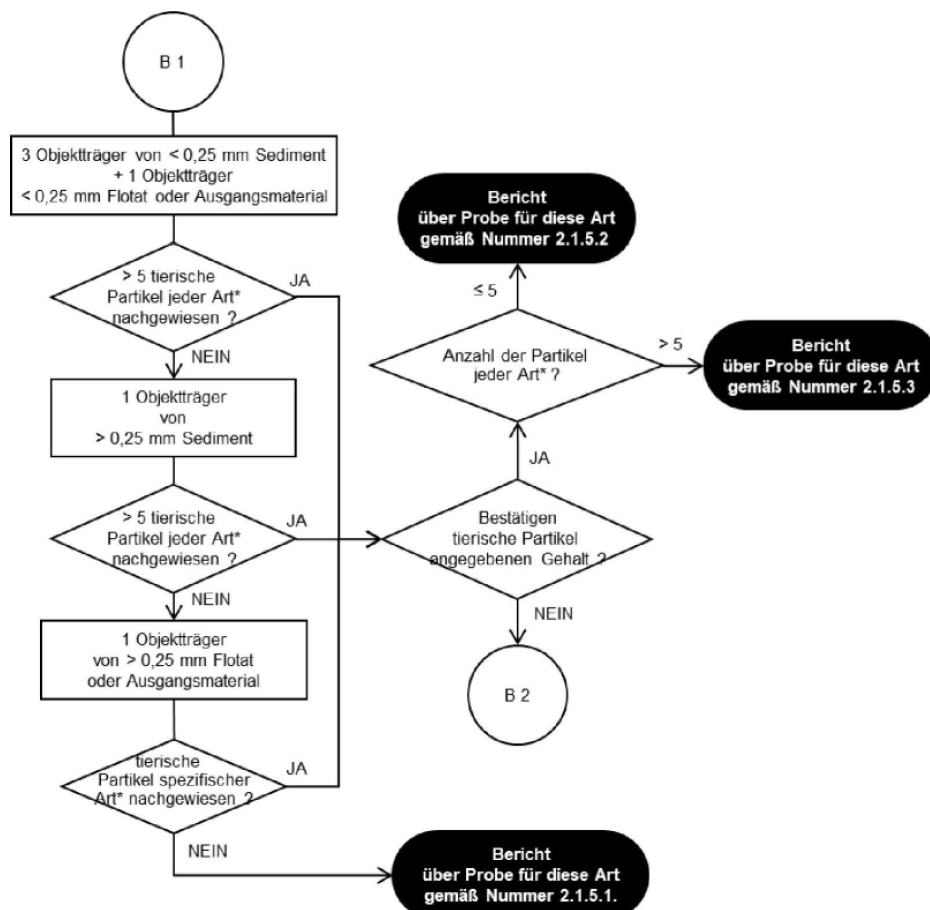 B 1
3 Objektträger von < 0,25 mm Sediment
+ 1 Objektträger
< 0,25 mm Flotat oder Ausgangsmaterial
> 5 tierische
Partikel jeder Art*
nachgewiesen ?
JA
NEIN
1 Objektträger
von
> 0,25 mm Sediment
> 5 tierische
Partikel jeder Art*
nachgewiesen ?
JA
NEIN
1 Objektträger
von > 0,25 mm Flotat
oder Ausgangsmaterial
tierische
Partikel spezifischer
Art* nachgewiesen ?
JA
NEIN
Bericht
über Probe für diese Art
gemäß Nummer 2.1.5.1.
Bericht
über Probe für diese Art
gemäß Nummer 2.1.5.2
≤ 5
Anzahl der Partikel
jeder Art* ?
> 5
Bericht
über Probe für diese Art
gemäß Nummer 2.1.5.3
JA
Bestätigen
tierische Partikel
angegebenen Gehalt ?
NEIN
B 2